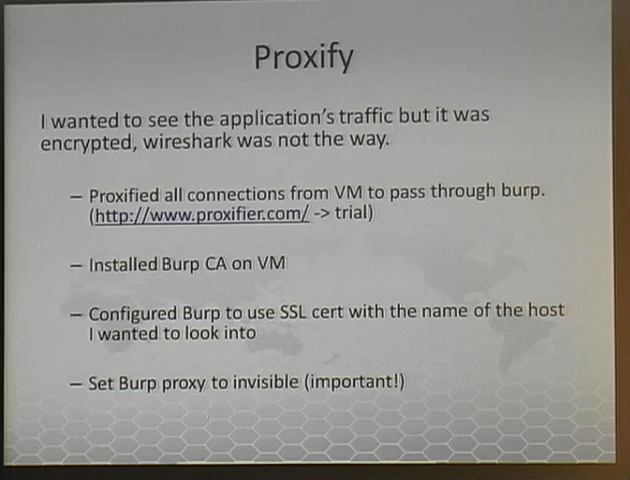 Proxify
I wanted to see the application's traffic but it was
encrypted, wireshark was not the way.
– Proxified all connections from VM to pass through burp.
(http://www.proxifier.com/ -> trial)
– Installed Burp CA on VM
– Configured Burp to use SSL cert with the name of the host
I wanted to look into
– Set Burp proxy to invisible (important!)